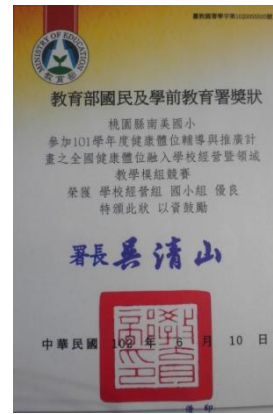 MINISTRY OF EDUCATION
教育部
教育部國民及學前教育署獎狀
桃園縣南美國小
參加101學年度健康體位輔導與推廣計
畫之全國健康體位融入學校經營暨領域
教學模組競賽
榮獲 學校經營組 國小組 優良
特頒此狀 以資鼓勵
署長 吳清山
中華民國 102 年 6 月 10 日